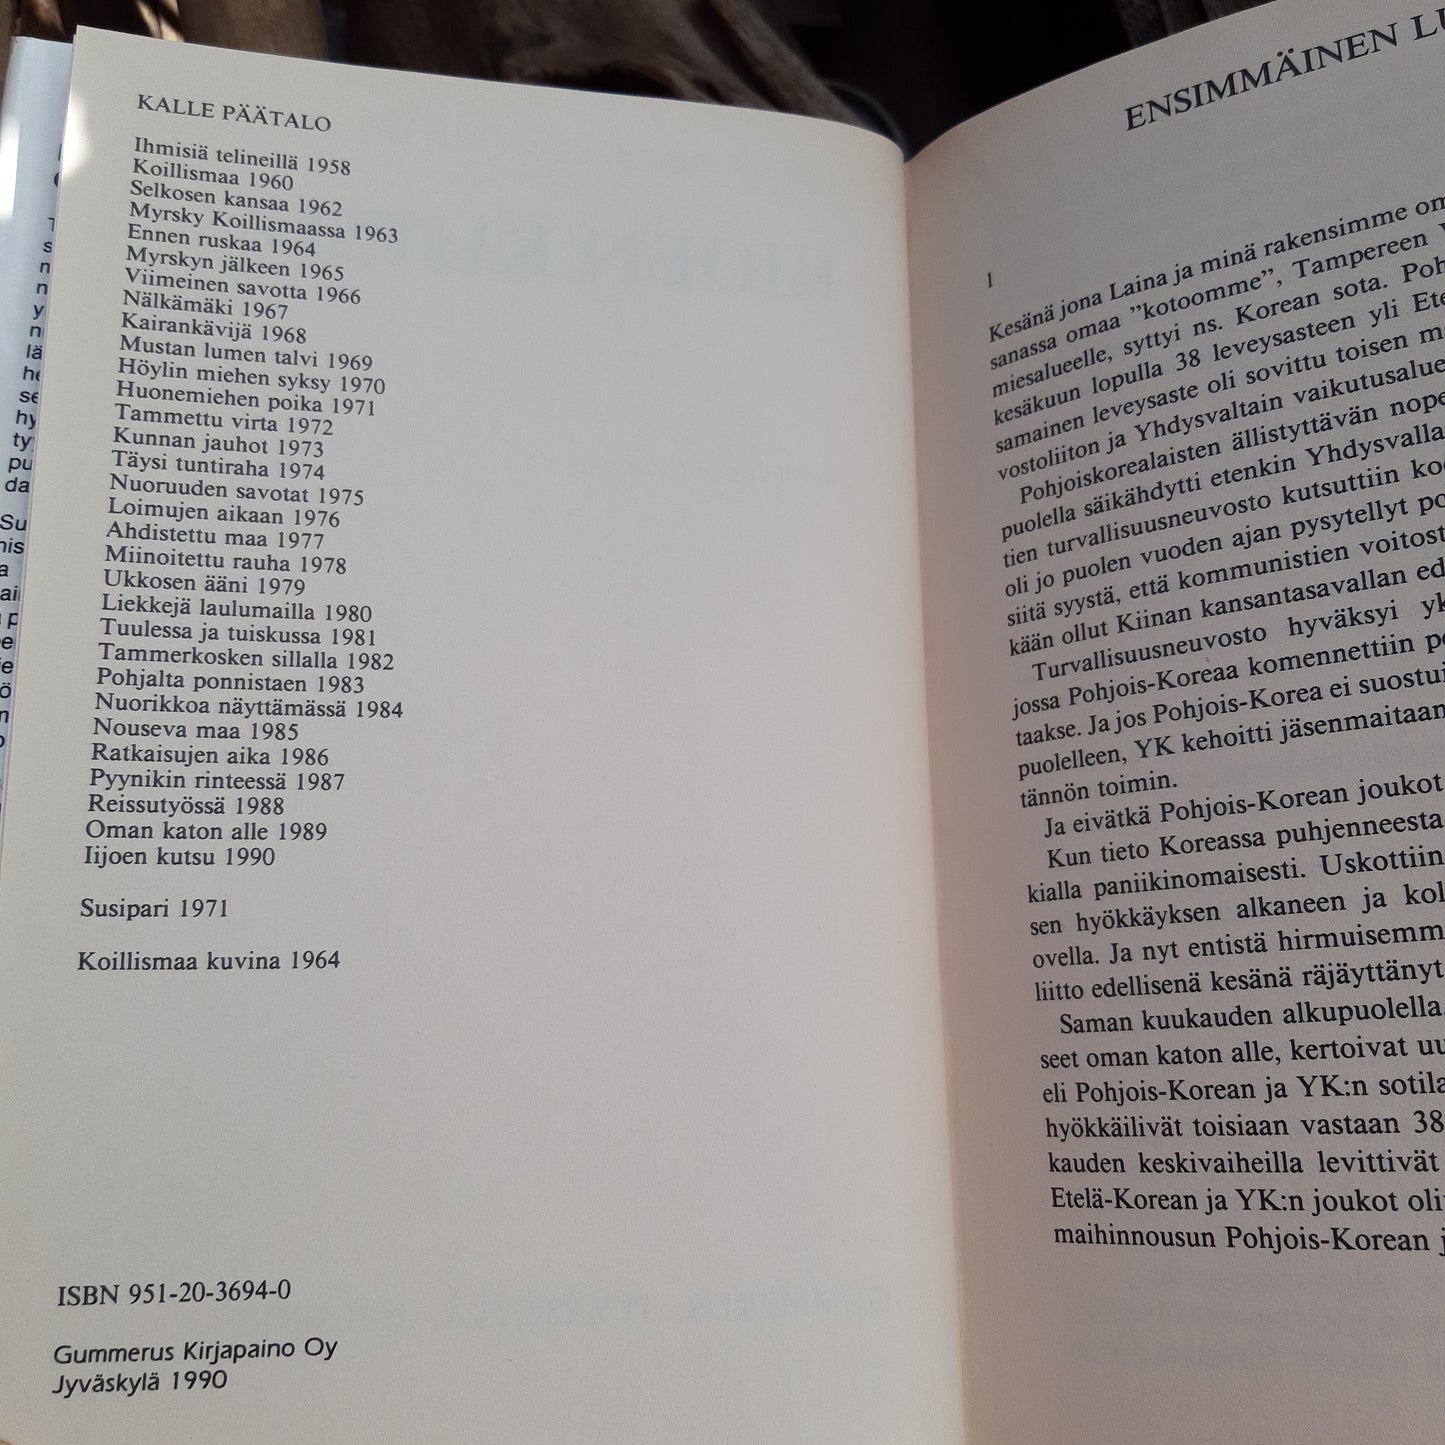 KALLE PÄÄTALO
Ihmisiä telineillä 1958
Koillismaa 1960
Selkosen kansaa 1962
Myrsky Koillismaassa 1963
Ennen ruskaa 1964
Myrskyn jälkeen 1965
Viimeinen savotta 1966
Nälkämäki 1967
Kairankävijä 1968
Mustan lumen talvi 1969
Höylin miehen syksy 1970
Huonemiehen poika 1971
Tammettu virta 1972
Kunnan jauhot 1973
Täysi tuntiraha 1974
Nuoruuden savotat 1975
Loimujen aikaan 1976
Ahdistettu maa 1977
Miinoitettu rauha 1978
Ukkosen ääni 1979
Liekkejä laulumailla 1980
Tuulessa ja tuiskussa 1981
Tammerkosken sillalla 1982
Pohjalta ponnistaen 1983
Nuorikkoa näyttämässä 1984
Nouseva maa 1985
Ratkaisujen aika 1986
Pyynikin rinteessä 1987
Reissutyössä 1988
Oman katon alle 1989
Iijoen kutsu 1990
Susipari 1971
Koillismaa kuvina 1964
ISBN 951-20-3694-0
Gummerus Kirjapaino Oy
Jyväskylä 1990
ENSIMMÄINEN
1
Kesänä jona Laina ja minä rakensimme
sanassa omaa ”kotoomme”, Tampereen
miesalueelle, syttyi ns. Korean sota.
kesäkuun lopulla 38 leveysasteen yli
samainen leveysaste oli sovittu toisen
vostoliiton ja Yhdysvaltain
Pohjoiskorealaisten ällistyttävän
puolella säikähdytti etenkin
tien turvallisuusneuvosto kutsuttiin
oli jo puolen vuoden ajan pysytellyt
siitä syystä, että kommunistien
kään ollut Kiinan kansantasavallan
Turvallisuusneuvosto hyväksyi
jossa Pohjois-Koreaa komennettiin
taakse. Ja jos Pohjois-Korea ei
puolelleen, YK kehoitti
tännön toimin.
Ja eivätkä Pohjois-Korean joukot
Kun tieto Koreassa puhjenneesta
kialla paniikinomaisesti.
sen hyökkäyksen alkaneen ja
ovella. Ja nyt entistä
liitto edellisenä kesänä räjäyttänyt
Saman kuukauden alkupuolella,
seet oman katon alle, kertoivat
eli Pohjois-Korean ja YK:n
hyökkäilivät toisiaan vastaan 38
kauden keskivaiheilla levittivät
Etelä-Korean ja YK:n joukot
maihinnousun Pohjois-Korean